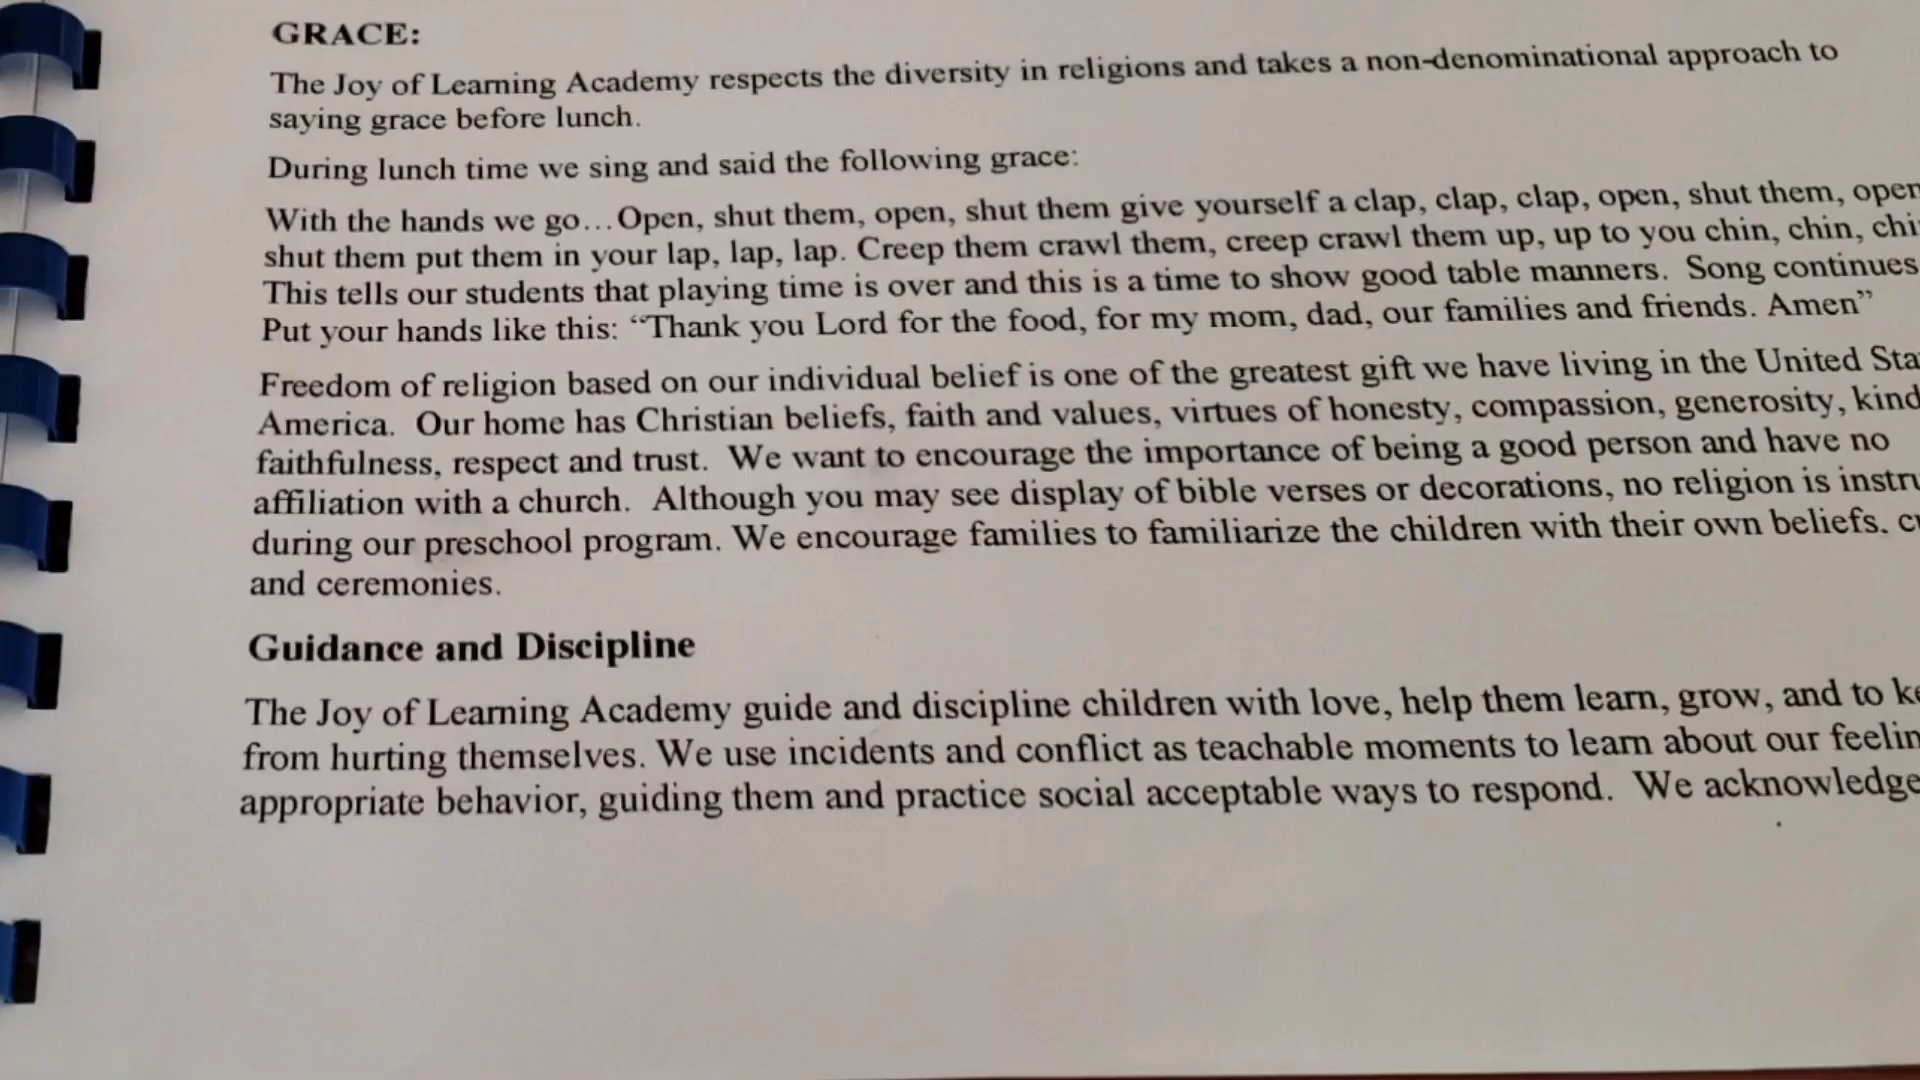 GRACE:
The Joy of Learning Academy respects the diversity in religions and takes a non-denominational approach to
saying grace before lunch.
During lunch time we sing and said the following grace:
With the hands we go…Open, shut them, open, shut them give yourself a clap, clap, clap, open, shut them, open
shut them put them in your lap, lap, lap. Creep them crawl them, creep crawl them up, up to you chin, chin,
This tells our students that playing time is over and this is a time to show good table manners.  Song continues
Put your hands like this: “Thank you Lord for the food, for my mom, dad, our families and friends. Amen”
Freedom of religion based on our individual belief is one of the greatest gift we have living in the United
America.  Our home has Christian beliefs, faith and values, virtues of honesty, compassion, generosity,
faithfulness, respect and trust.  We want to encourage the importance of being a good person and have no
affiliation with a church.  Although you may see display of bible verses or decorations, no religion is
during our preschool program. We encourage families to familiarize the children with their own beliefs.
and ceremonies.
Guidance and Discipline
The Joy of Learning Academy guide and discipline children with love, help them learn, grow, and to
from hurting themselves. We use incidents and conflict as teachable moments to learn about our
appropriate behavior, guiding them and practice social acceptable ways to respond.  We acknowledge